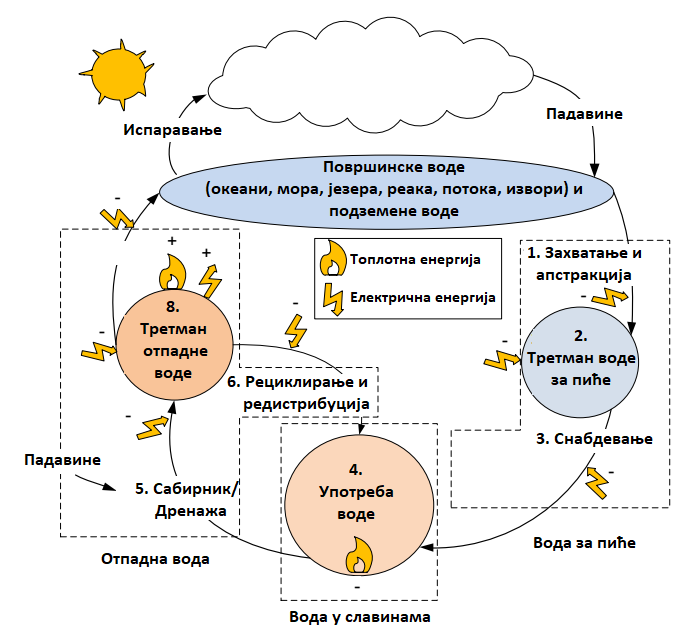 Испаравање
Падавине
Површинске воде
(океани, мора, језера, реака, потока, извори) и
подземене воде
1. Захватање и
апстракција
2.
Третман воде
за пиће
3. Снабдевање
Вода за пиће
Топлотна енергија
Електрична енергија
-
+
+
8.
Третман
отпадне
воде
-
-
-
-
-
-
6. Рециклирање и
редистрибуција
4.
Употреба
воде
-
Вода у славинама
Падавине
5. Сабирник/
Дренажа
Отпадна вода